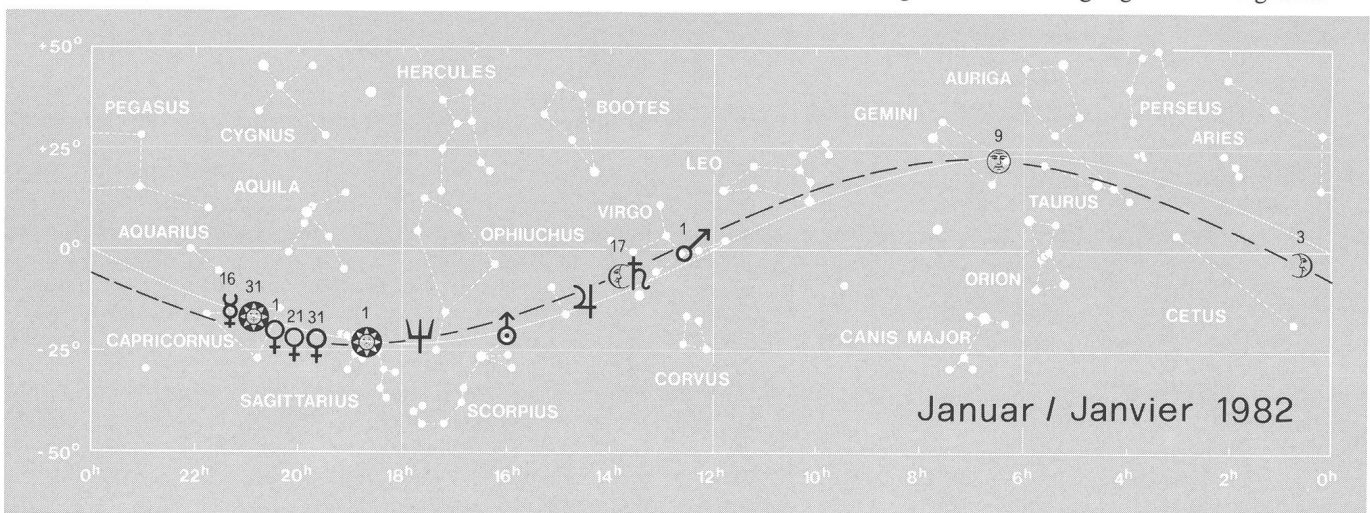 +50°
HERCULES
AURIGA
PEGASUS
BOOTES
GEMINI
PERSEUS
CYGNUS
9
ARIES
+25°
LEO
AQUILA
TAURUS
VIRGO
AQUARIUS
OPHIUCHUS
17
1
3
0°
16
31
ORION
1
21
31
1
CETUS
CAPRICORNUS
CANIS MAJOR
-25°
CORVUS
SAGITTARIUS
SCORPIUS
Januar / Janvier 1982
-50°
0h 22h 20h 18h 16h 14h 12h 10h 8h 6h 4h 2h 0h